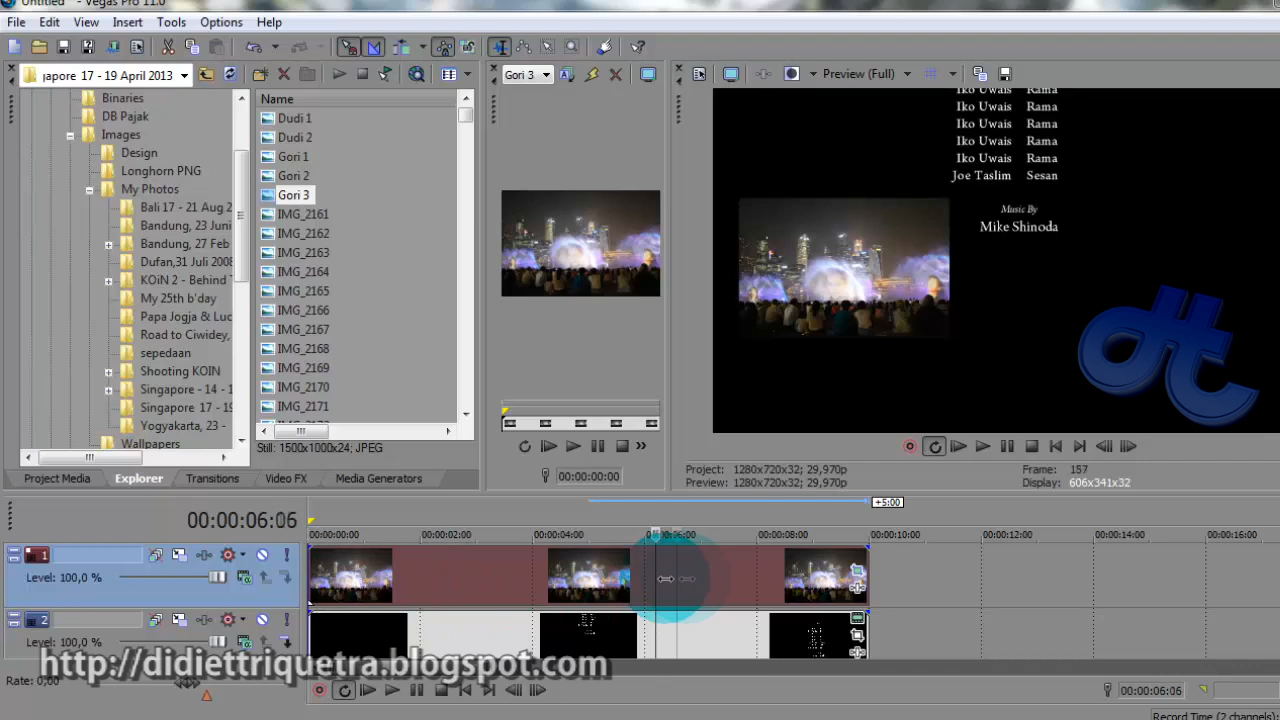 Untitled * - Vegas Pro 11.0
File Edit View Insert Tools Options Help
apore 17 - 19 April 2013
Gori 3
Preview (Full)
Binaries
DB Pajak
Images
Design
Longhorn PNG
My Photos
Bali 17 - 21 Aug 2
Bandung, 23 Juni
Bandung, 27 Feb
Dufan,31 Juli 2008
KOiN 2 - Behind T
My 25th b'day
Papa Jogja & Luc
Road to Ciwidey,
sepedaan
Shooting KOIN
Singapore - 14 - 1
Singapore 17 - 19
Yogyakarta, 23 -
Wallpapers
Name
Dudi 1
Dudi 2
Gori 1
Gori 2
Gori 3
IMG_2161
IMG_2162
IMG_2163
IMG_2164
IMG_2165
IMG_2166
IMG_2167
IMG_2168
IMG_2169
IMG_2170
IMG_2171
Still: 1500x1000x24; JPEG
Iko Uwais Rama
Iko Uwais Rama
Iko Uwais Rama
Iko Uwais Rama
Iko Uwais Rama
Joe Taslim Sesan
Music By
Mike Shinoda
Project Media Explorer Transitions Video FX Media Generators
00:00:00:00
Project: 1280x720x32; 29,970p
Preview: 1280x720x32; 29,970p
Frame: 157
Display: 606x341x32
00:00:06:06
+5:00
00:00:00:00 00:00:02:00 00:00:04:00 00:00:06:00 00:00:08:00 00:00:10:00 00:00:12:00 00:00:14:00 00:00:16:00
1
Level: 100,0 %
2
Level: 100,0 %
http://didiettriquetra.blogspot.com
Rate: 0,00
00:00:06:06
Record Time (2 channels):